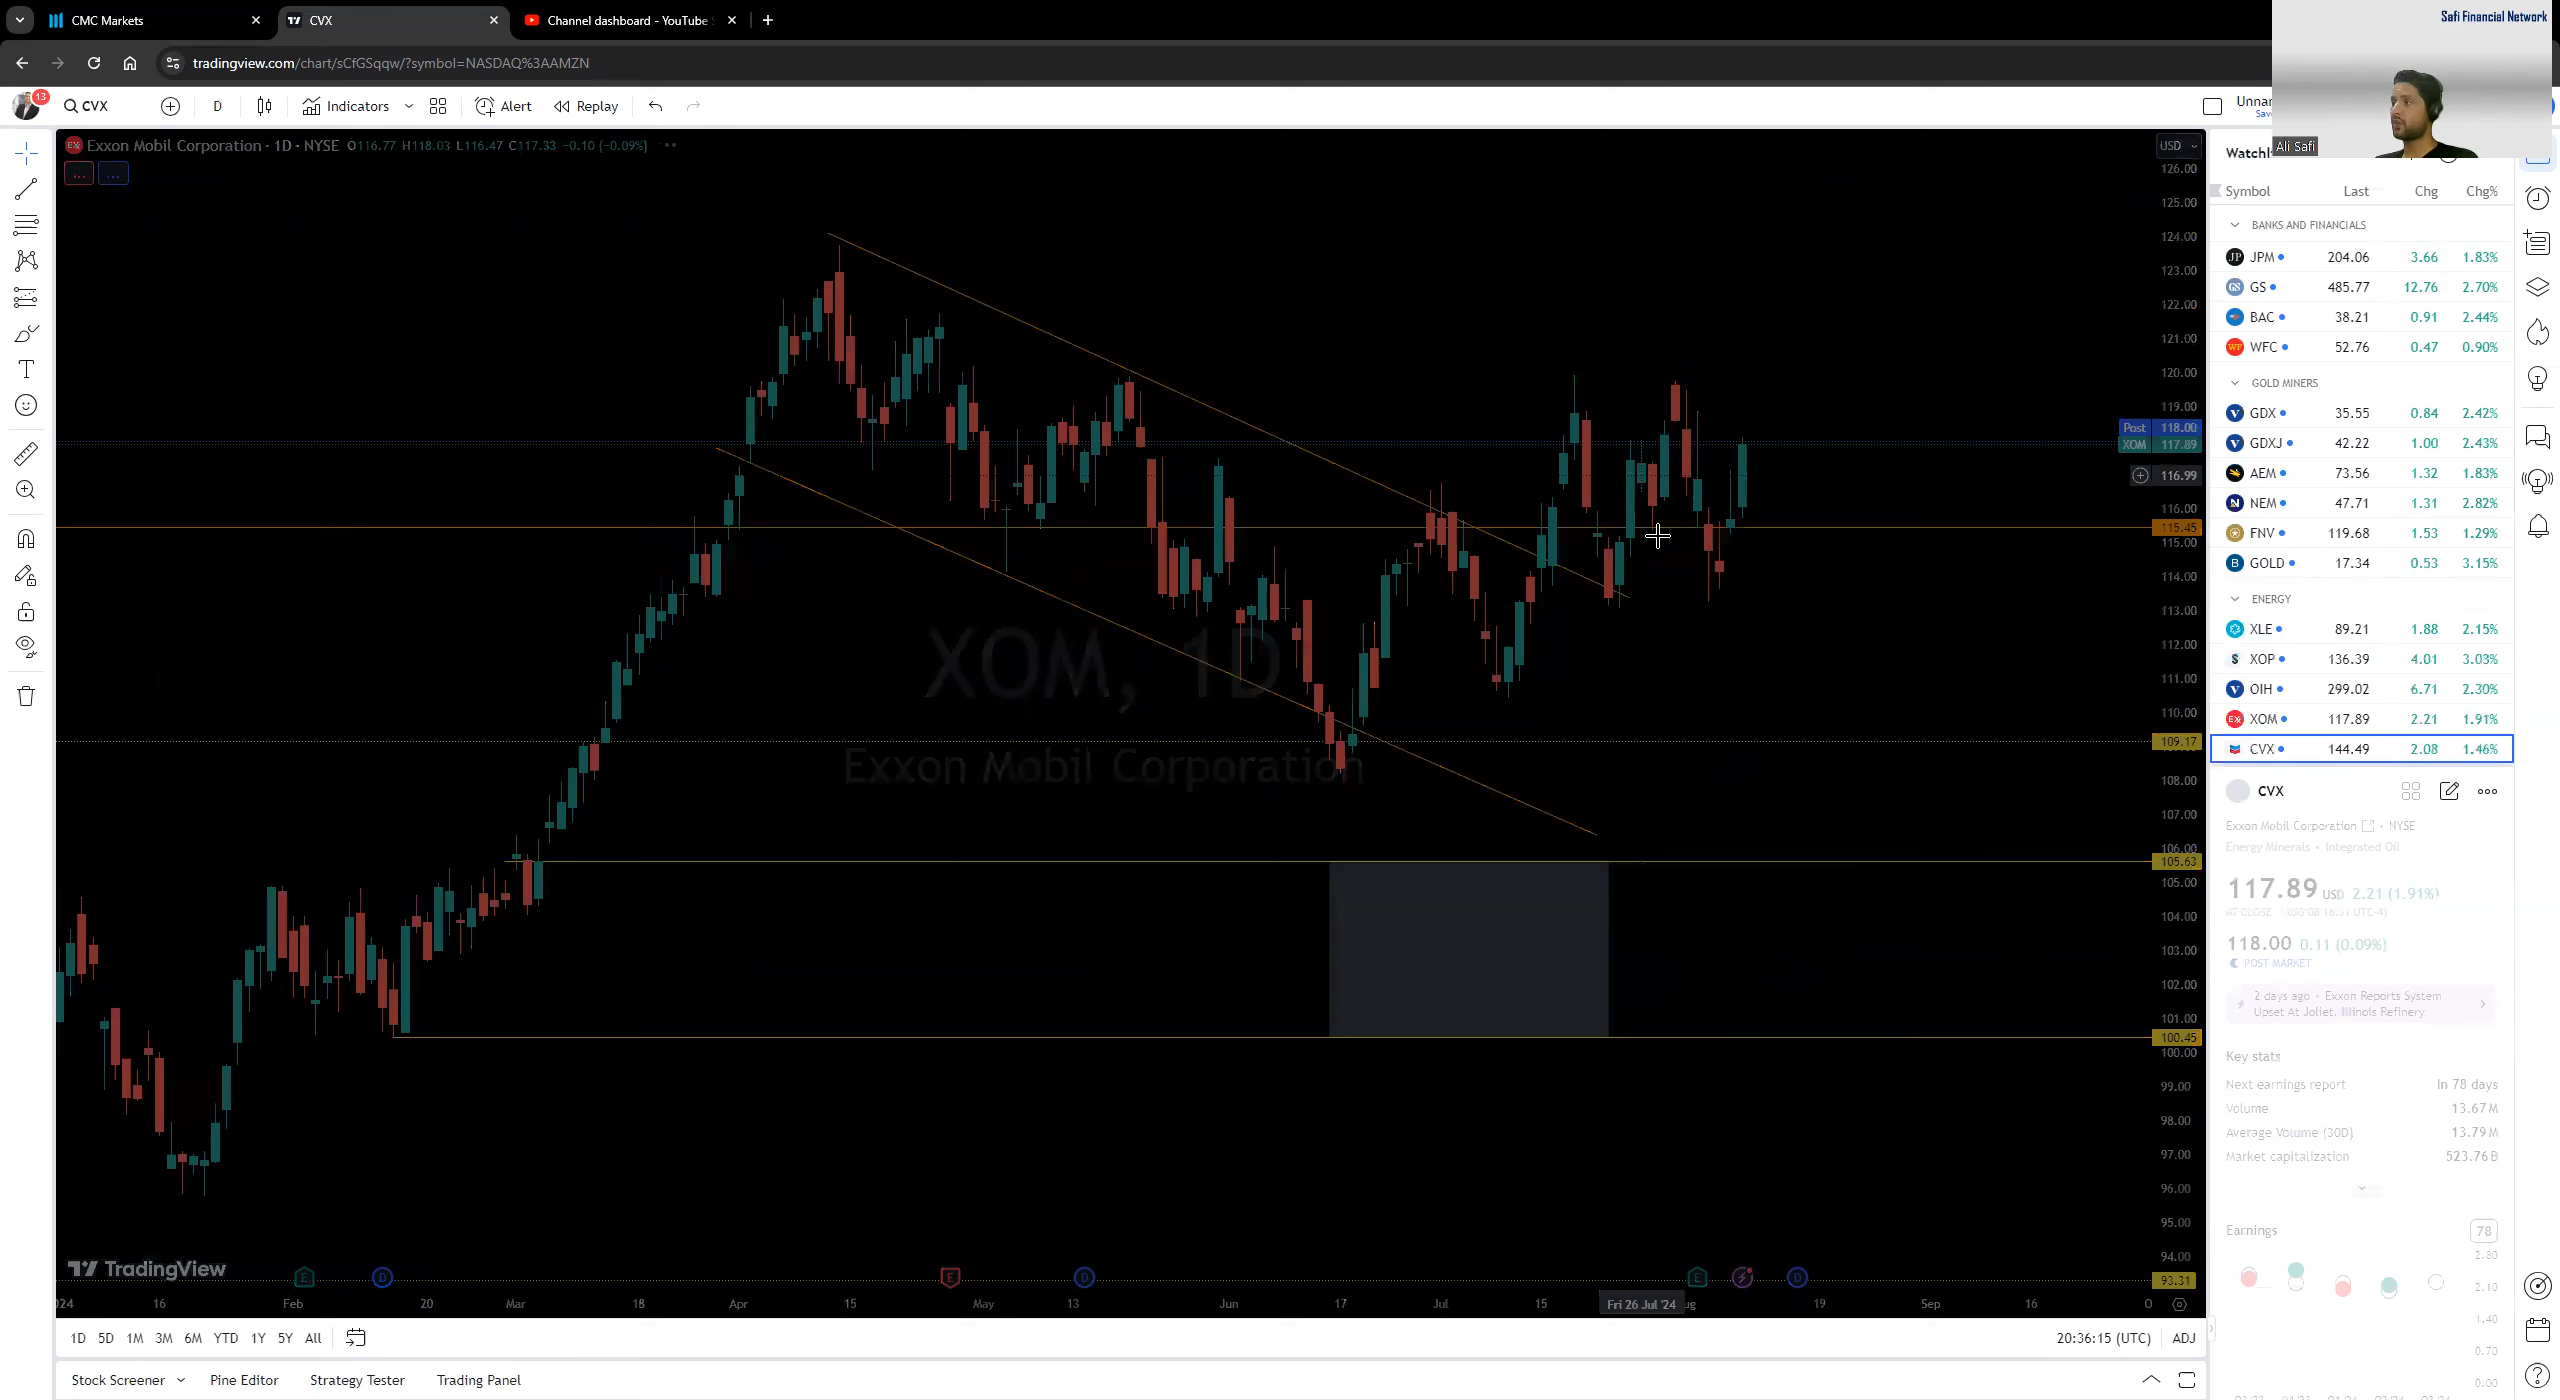 CMC Markets
CVX
Channel dashboard - YouTube
Safi Financial Network
tradingview.com/chart/sCfGSqqw/?symbol=NASDAQ%3AAMZN
13
CVX
D
Indicators
Alert
Replay
Ali Safi
Exxon Mobil Corporation · 1D · NYSE O116.77 H118.03 L116.47 C117.33 −0.10 (−0.09%)
USD
126.00
125.00
124.00
123.00
122.00
121.00
120.00
119.00
Post 118.00
XOM 117.89
116.99
116.00
115.45
115.00
114.00
113.00
112.00
111.00
110.00
109.17
108.00
107.00
106.00
105.63
105.00
104.00
103.00
102.00
101.00
100.45
100.00
99.00
98.00
97.00
96.00
95.00
94.00
93.31
XOM, 1D
Exxon Mobil Corporation
TradingView
E D E D E D
16 Feb 20 Mar 18 Apr 15 May 13 Jun 17 Jul 15 Fri 26 Jul '24 19 Sep 16
1D 5D 1M 3M 6M YTD 1Y 5Y All
20:36:15 (UTC) ADJ
Stock Screener Pine Editor Strategy Tester Trading Panel
Symbol Last Chg Chg%
BANKS AND FINANCIALS
JPM 204.06 3.66 1.83%
GS 485.77 12.76 2.70%
BAC 38.21 0.91 2.44%
WFC 52.76 0.47 0.90%
GOLD MINERS
GDX 35.55 0.84 2.42%
GDXJ 42.22 1.00 2.43%
AEM 73.56 1.32 1.83%
NEM 47.71 1.31 2.82%
FNV 119.68 1.53 1.29%
GOLD 17.34 0.53 3.15%
ENERGY
XLE 89.21 1.88 2.15%
XOP 136.39 4.01 3.03%
OIH 299.02 6.71 2.30%
XOM 117.89 2.21 1.91%
CVX 144.49 2.08 1.46%
CVX
Exxon Mobil Corporation • NYSE
Energy Minerals • Integrated Oil
117.89 USD 2.21 (1.91%)
118.00 0.11 (0.09%)
POST MARKET
2 days ago • Exxon Reports System
Upset At Joliet, Illinois Refinery
Key stats
Next earnings report In 78 days
Volume 13.67M
Average Volume (30D) 13.79M
Market capitalization 523.76B
Earnings 78
2.80
2.10
1.40
0.70
0.00